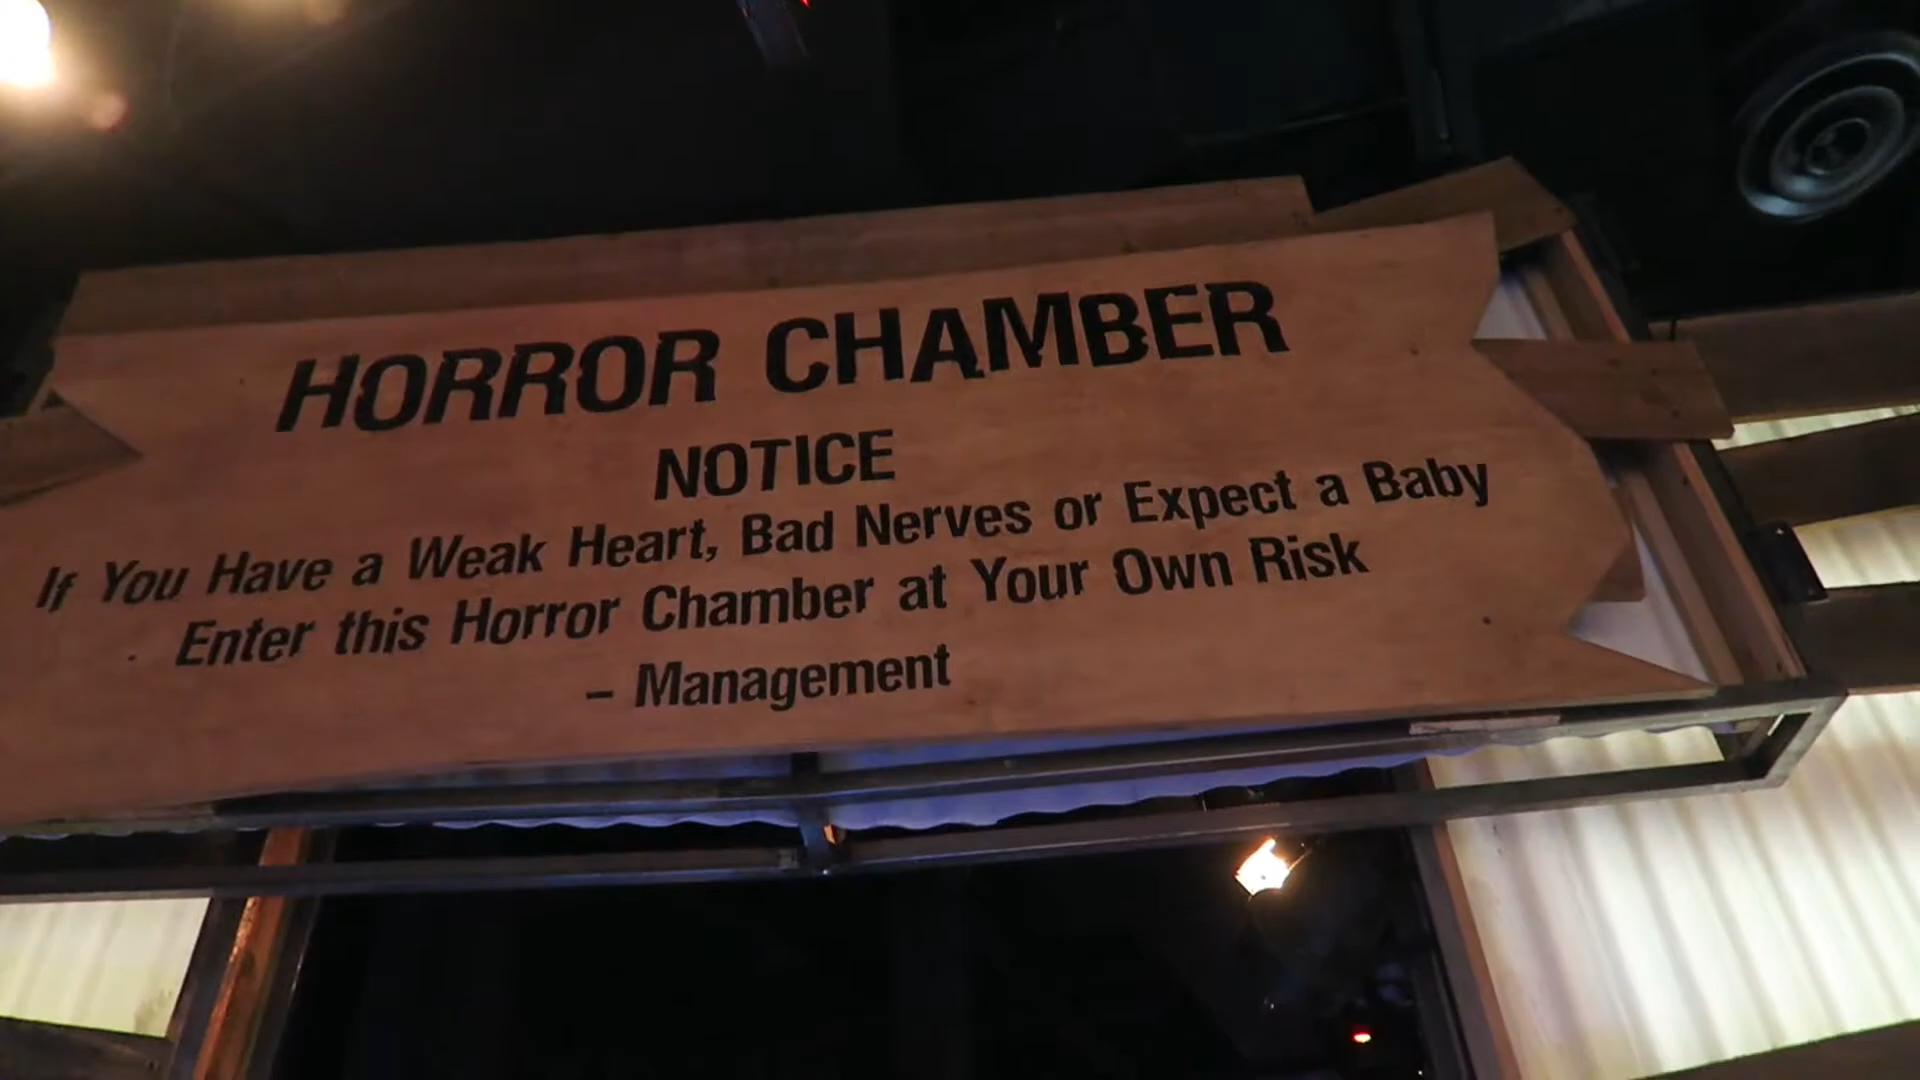 HORROR CHAMBER
NOTICE
If You Have a Weak Heart, Bad Nerves or Expect a Baby
Enter this Horror Chamber at Your Own Risk
– Management